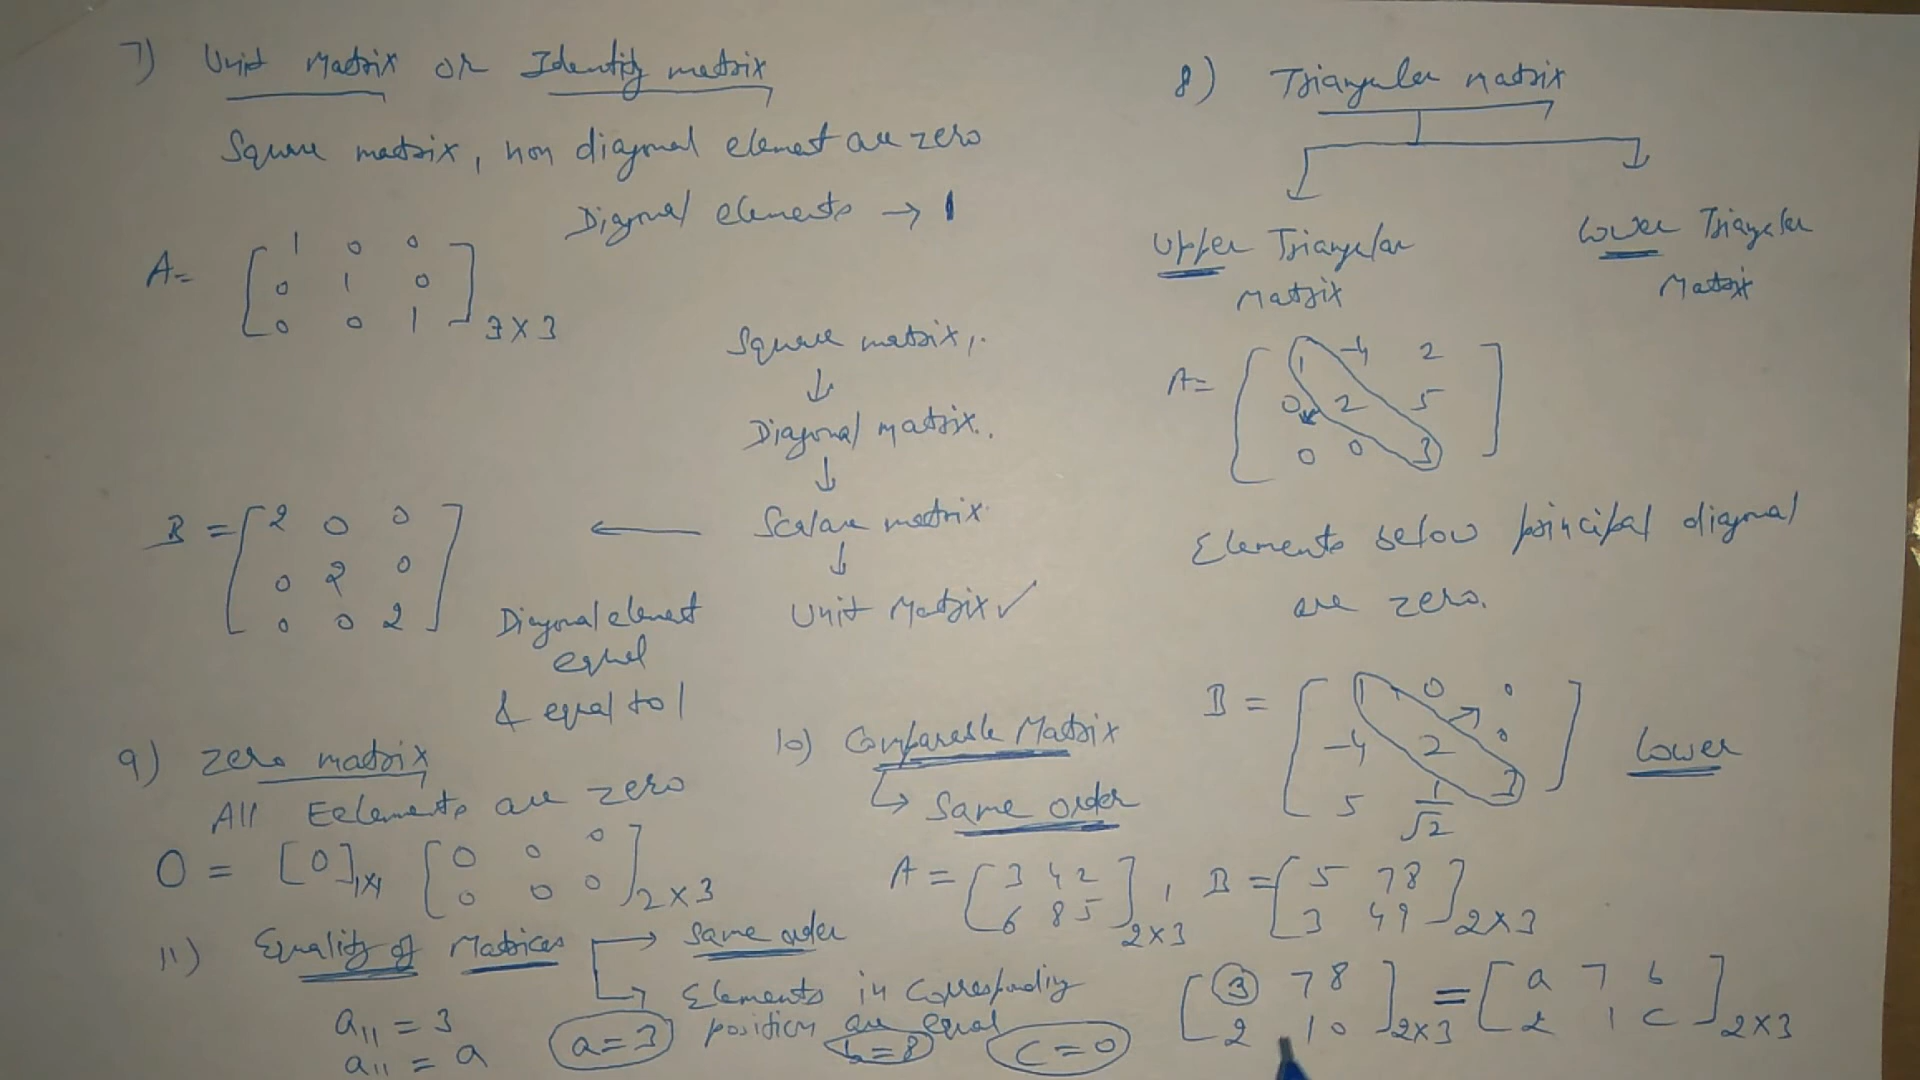 7) Unit Matrix or Identity matrix
Square matrix, non diagonal element are zero
Diagonal elements → 1
A= [ 1 0 0
0 1 0
0 0 1 ] 3×3
Square matrix,
↓
Diagonal matrix.
↓
Scalar matrix
↓
Unit Matrix ✓
B = [ 2 0 0
0 2 0
0 0 2 ]
←
Diagonal element
equal
& equal to 1
8) Triangular matrix
Upper Triangular
Matrix
Lower Triangular
Matrix
A= [ 1 -4 2
0 2 5
0 0 3 ]
Elements below principal diagonal
are zero.
B = [ 1 0 0
-4 2 0
5 1/√2 3 ]
Lower
9) Zero matrix
All Eelements are zero
O = [0]1×1 [ 0 0 0
0 0 0 ] 2×3
10) Comparable Matrix
→ Same order
A = [ 3 4 2
6 8 5 ] 2×3 , B = [ 5 7 8
3 4 9 ] 2×3
11) Equality of Matrices → Same order
→ Elements in corresponding
position are equal
a11 = 3
a11 = a
a=3 b=8 c=0
[ 3 7 8
2 1 0 ] 2×3 = [ a 7 b
2 1 c ] 2×3